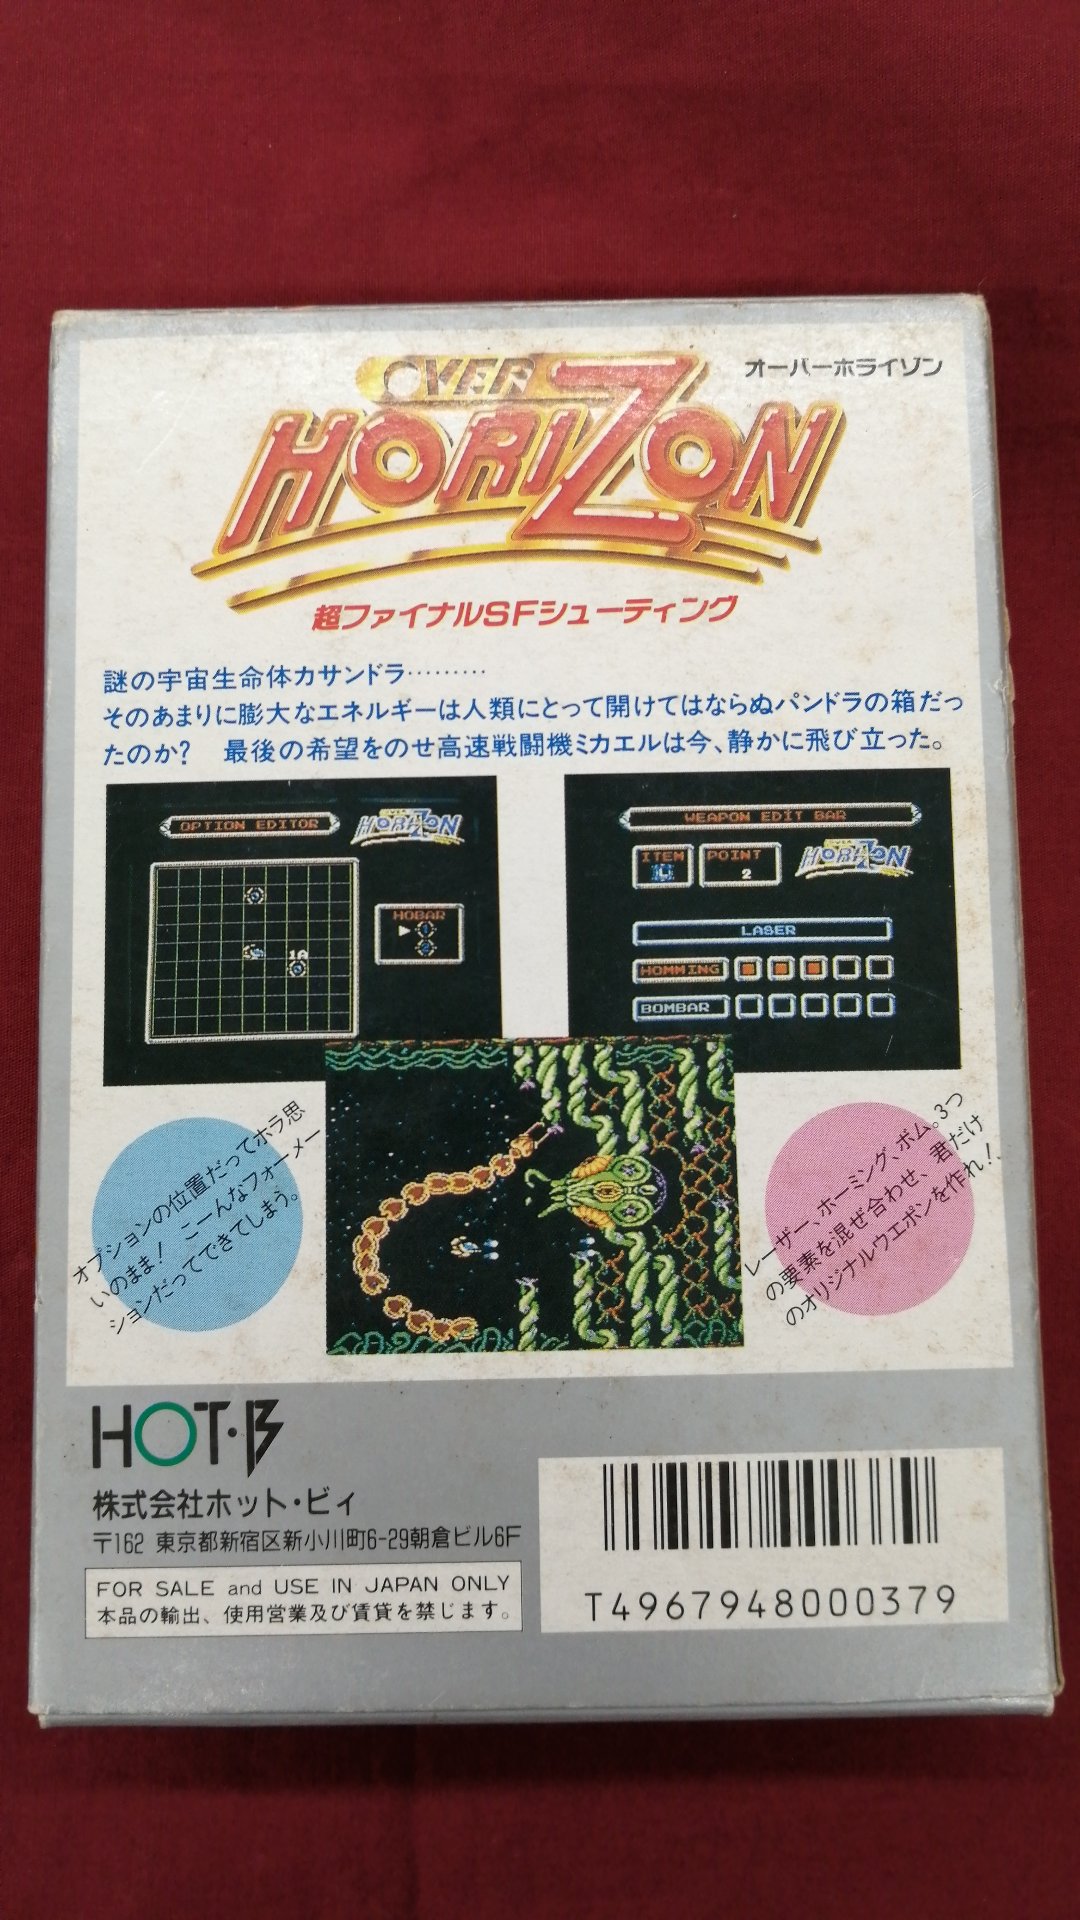 OVER
HORIZON
オーバーホライゾン
超ファイナルSFシューティング
謎の宇宙生命体カサンドラ………
そのあまりに膨大なエネルギーは人類にとって開けてはならぬパンドラの箱だっ
たのか?　最後の希望をのせ高速戦闘機ミカエルは今、静かに飛び立った。
OPTION EDITOR
OVER
HORIZON
HOBAR
1
2
1A
WEAPON EDIT BAR
ITEM
L
POINT
2
OVER
HORIZON
LASER
HOMMING
BOMBAR
オプションの位置だってホラ思
いのまま! こーんなフォーメー
ションだってできてしまう。
レーザー、ホーミング、ボム。3つ
の要素を混ぜ合わせ、君だけ
のオリジナルウエポンを作れ!
HOT・B
株式会社ホット・ビィ
〒162 東京都新宿区新小川町6-29朝倉ビル6F
FOR SALE and USE IN JAPAN ONLY
本品の輸出、使用営業及び賃貸を禁じます。
T4967948000379